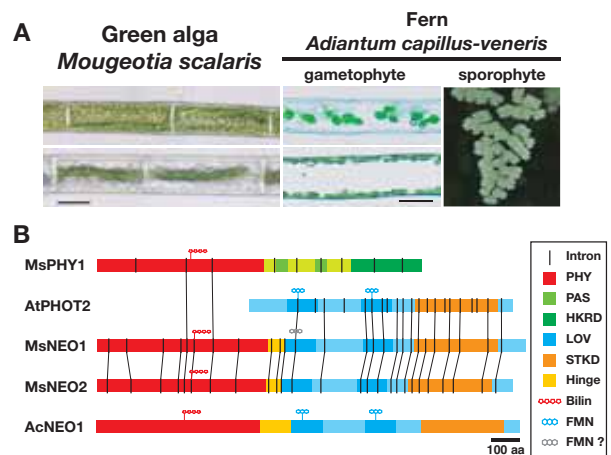 A
Green alga
Mougeotia scalaris
Fern
Adiantum capillus-veneris
gametophyte
sporophyte
B
MsPHY1
AtPHOT2
MsNEO1
MsNEO2
AcNEO1
Intron
PHY
PAS
HKRD
LOV
STKD
Hinge
Bilin
FMN
FMN ?
100 aa